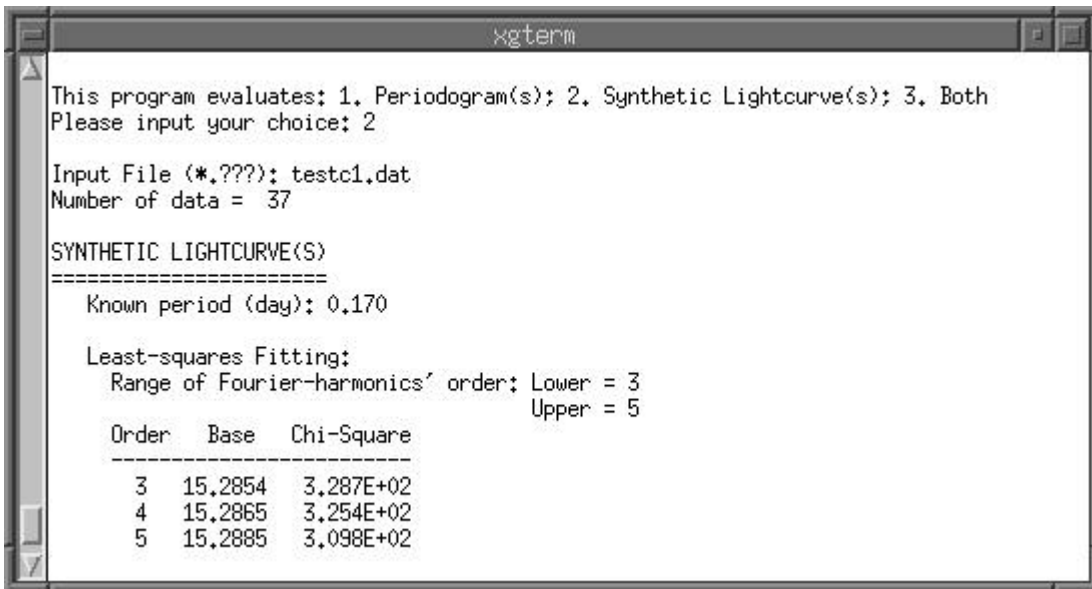 xgterm
This program evaluates: 1. Periodogram(s); 2. Synthetic Lightcurve(s); 3. Both
Please input your choice: 2
Input File (*.???): testc1.dat
Number of data =  37
SYNTHETIC LIGHTCURVE(S)
=======================
Known period (day): 0.170
Least-squares Fitting:
Range of Fourier-harmonics' order: Lower = 3
Upper = 5
Order   Base   Chi-Square
-------------------------
3   15.2854   3.287E+02
4   15.2865   3.254E+02
5   15.2885   3.098E+02